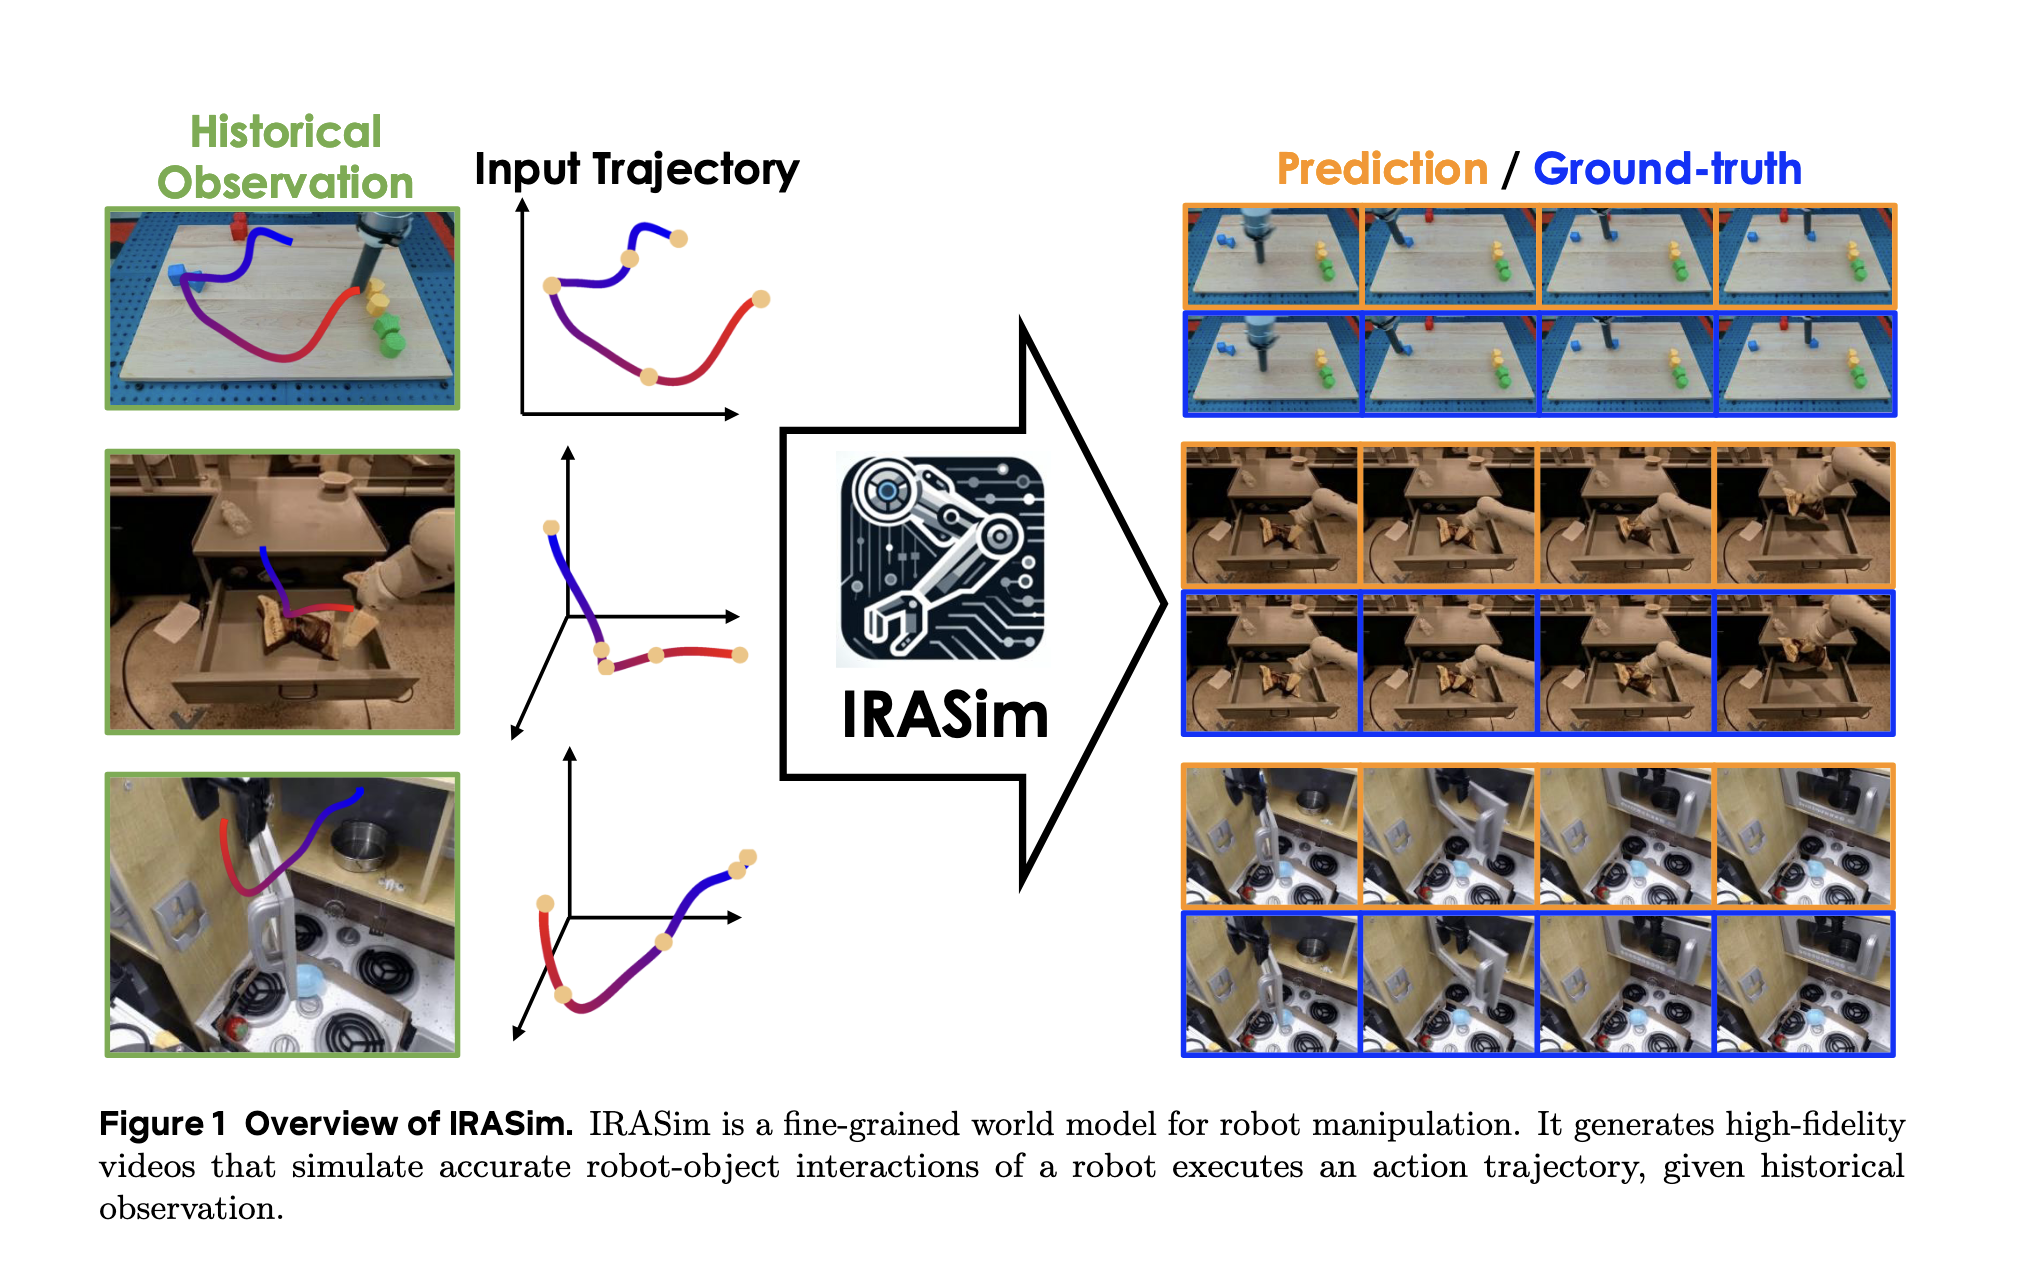 Historical
Observation
Input Trajectory
Prediction / Ground-truth
IRASim
Figure 1 Overview of IRASim. IRASim is a fine-grained world model for robot manipulation. It generates high-fidelity
videos that simulate accurate robot-object interactions of a robot executes an action trajectory, given historical
observation.